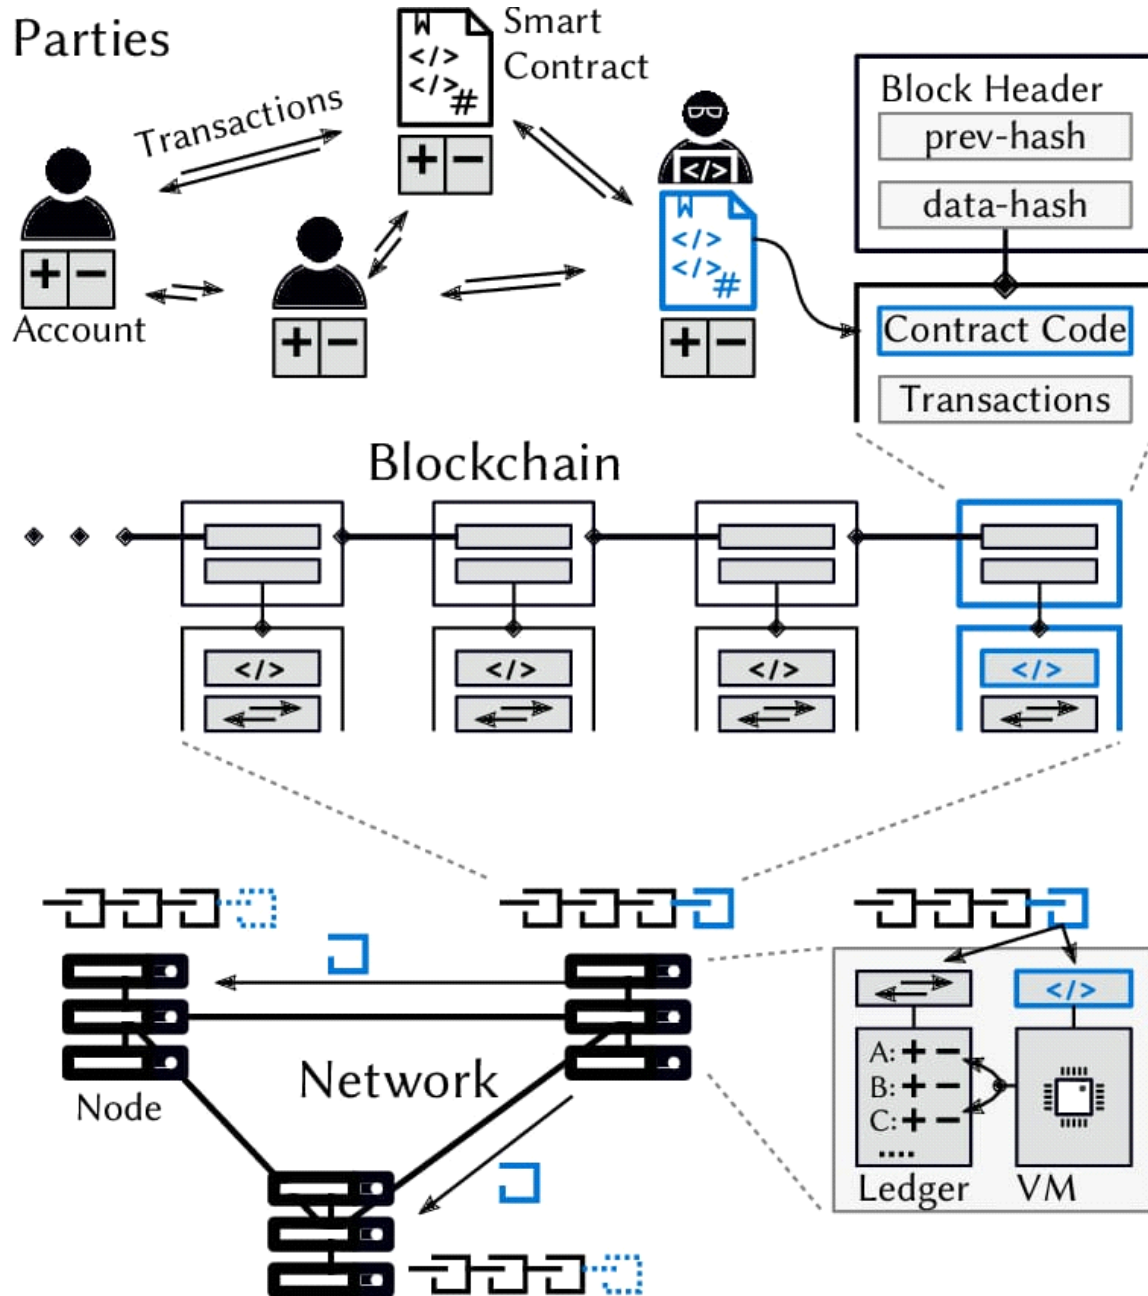 Parties
Smart
Contract
W
</>
</>
#
Transactions
+ −
Account
+ −
+ −
</>
W
</>
</>
#
+ −
Block Header
prev-hash
data-hash
Contract Code
Transactions
Blockchain
</>
</>
</>
</>
Network
Node
</>
A: + −
B: + −
C: + −
....
Ledger
VM